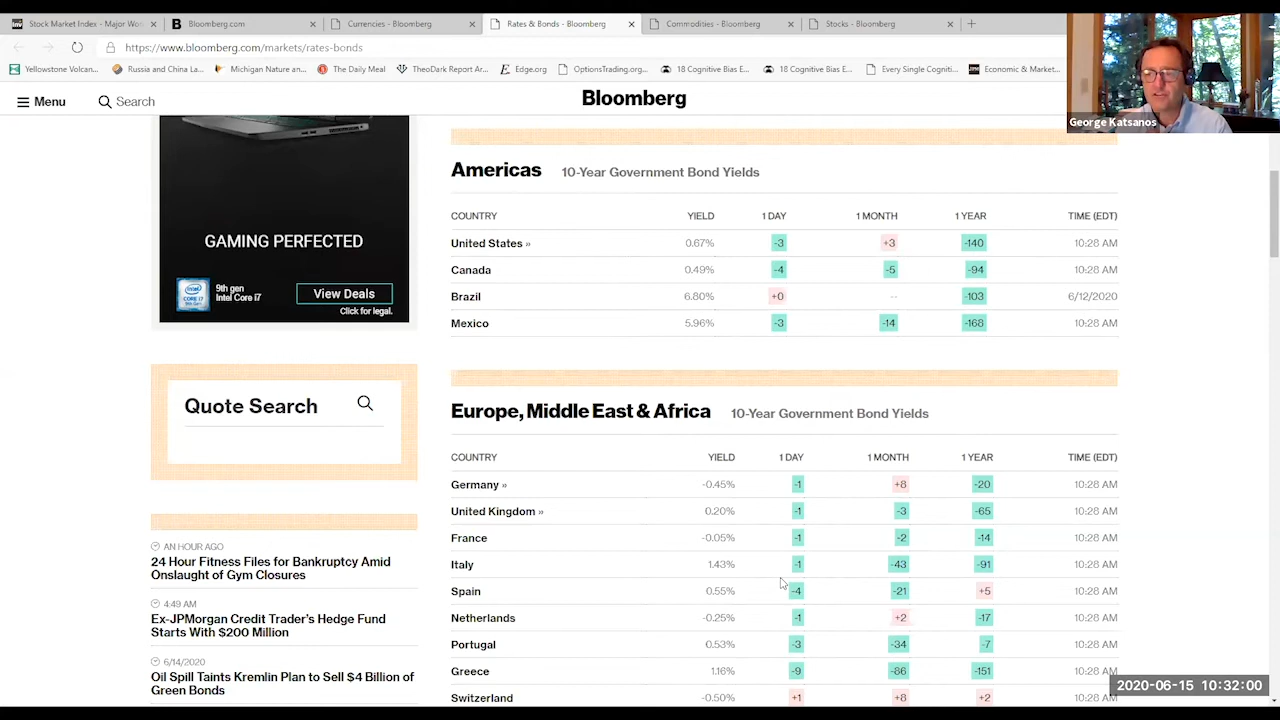 Stock Market Index - Major Wor
Bloomberg.com
Currencies - Bloomberg
Rates & Bonds - Bloomberg
Commodities - Bloomberg
Stocks - Bloomberg
https://www.bloomberg.com/markets/rates-bonds
Yellowstone Volcan...
Russia and China La...
Michigan Nature an...
The Daily Meal
TheoDark Report Ar...
Edge.org
OptionsTrading.org...
18 Cognitive Bias E...
18 Cognitive Bias E...
Every Single Cogniti...
Economic & Market...
George Katsanos
Menu
Search
Bloomberg
GAMING PERFECTED
CORE i7
9th gen
Intel Core i7
View Deals
Click for legal.
Quote Search
AN HOUR AGO
24 Hour Fitness Files for Bankruptcy Amid
Onslaught of Gym Closures
4:49 AM
Ex-JPMorgan Credit Trader's Hedge Fund
Starts With $200 Million
6/14/2020
Oil Spill Taints Kremlin Plan to Sell $4 Billion of
Green Bonds
Americas 10-Year Government Bond Yields
COUNTRY YIELD 1 DAY 1 MONTH 1 YEAR TIME (EDT)
United States » 0.67% -3 +3 -140 10:28 AM
Canada 0.49% -4 -5 -94 10:28 AM
Brazil 6.80% +0 -- -103 6/12/2020
Mexico 5.96% -3 -14 -168 10:28 AM
Europe, Middle East & Africa 10-Year Government Bond Yields
COUNTRY YIELD 1 DAY 1 MONTH 1 YEAR TIME (EDT)
Germany » -0.45% -1 +8 -20 10:28 AM
United Kingdom » 0.20% -1 -3 -65 10:28 AM
France -0.05% -1 -2 -14 10:28 AM
Italy 1.43% -1 -43 -91 10:28 AM
Spain 0.55% -4 -21 +5 10:28 AM
Netherlands -0.25% -1 +2 -17 10:28 AM
Portugal 0.53% -3 -34 -7 10:28 AM
Greece 1.16% -9 -86 -151
Switzerland -0.50% +1 +8 +2 10:28 AM
2020-06-15 10:32:00